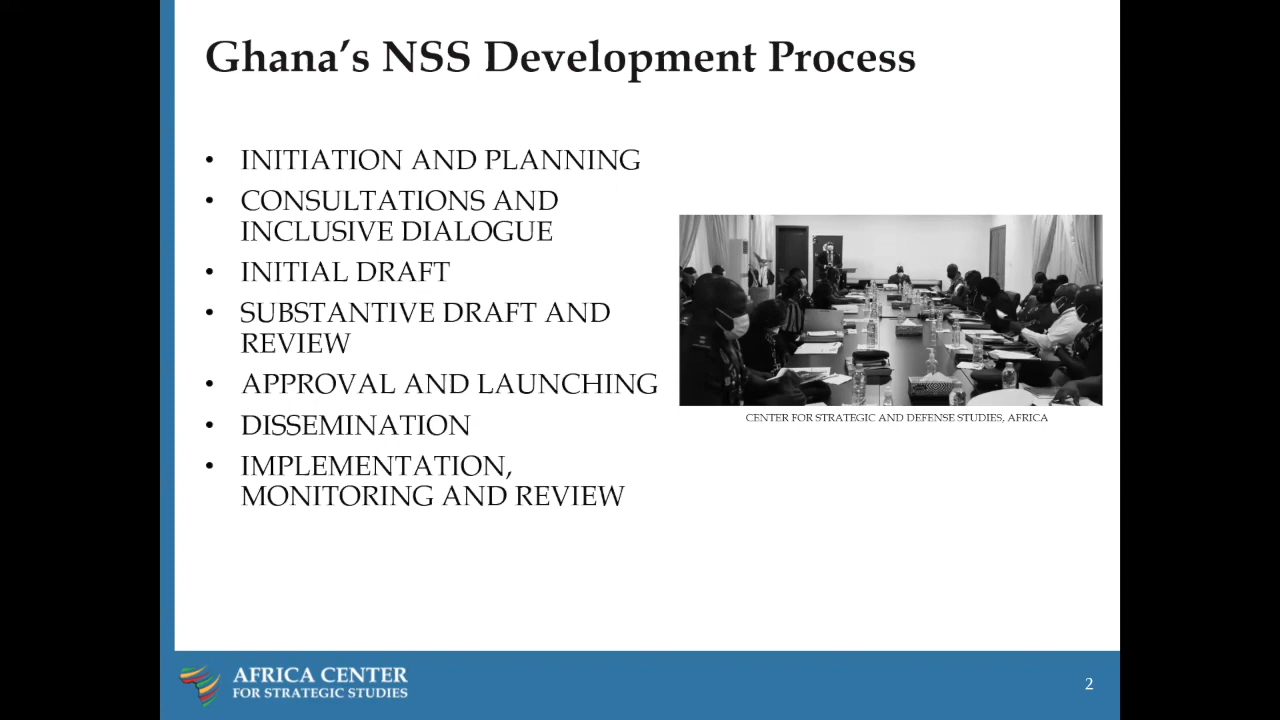 Ghana’s NSS Development Process
• INITIATION AND PLANNING
• CONSULTATIONS AND
INCLUSIVE DIALOGUE
• INITIAL DRAFT
• SUBSTANTIVE DRAFT AND
REVIEW
• APPROVAL AND LAUNCHING
• DISSEMINATION
• IMPLEMENTATION,
MONITORING AND REVIEW
CENTER FOR STRATEGIC AND DEFENSE STUDIES, AFRICA
AFRICA CENTER
FOR STRATEGIC STUDIES
2